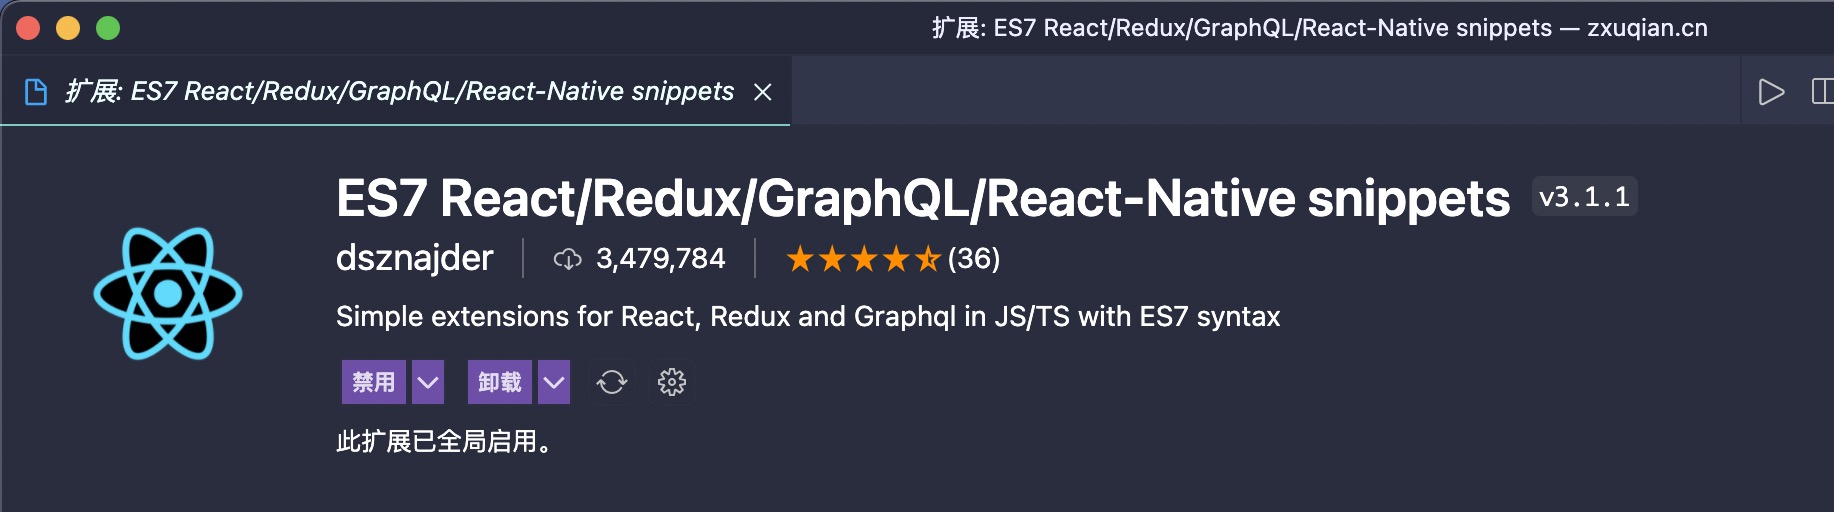 扩展: ES7 React/Redux/GraphQL/React-Native snippets — zxuqian.cn
扩展: ES7 React/Redux/GraphQL/React-Native snippets
ES7 React/Redux/GraphQL/React-Native snippets v3.1.1
dsznajder 3,479,784 (36)
Simple extensions for React, Redux and Graphql in JS/TS with ES7 syntax
禁用 卸载
此扩展已全局启用。